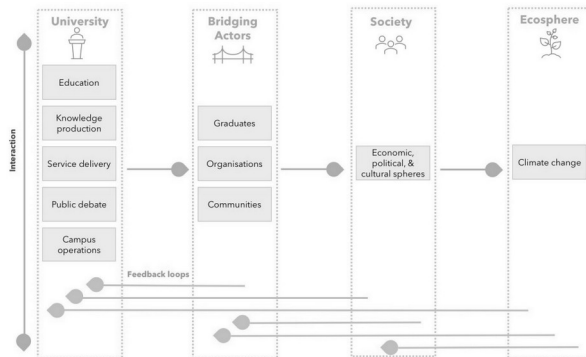 University
Bridging
Actors
Society
Ecosphere
Interaction
Education
Knowledge
production
Service delivery
Public debate
Campus
operations
Graduates
Organisations
Communities
Economic,
political, &
cultural spheres
Climate change
Feedback loops